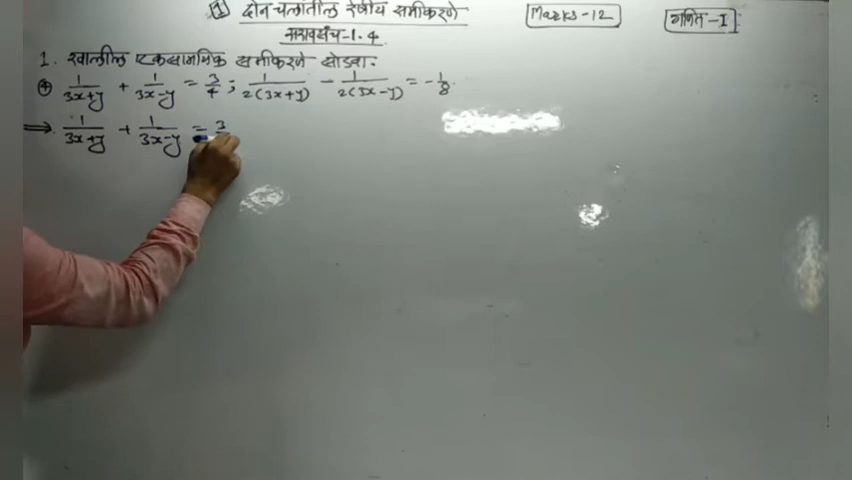 1 दोन चलांतील रेषीय समीकरणे Marks-12 गणित-I
सरावसंच-1.4
1. खालील एकसामयिक समीकरणे सोडवा.
④ 1/(3x+y) + 1/(3x-y) = 3/4 ; 1/(2(3x+y)) - 1/(2(3x-y)) = -1/8.
⇒ 1/(3x+y) + 1/(3x-y) = 3